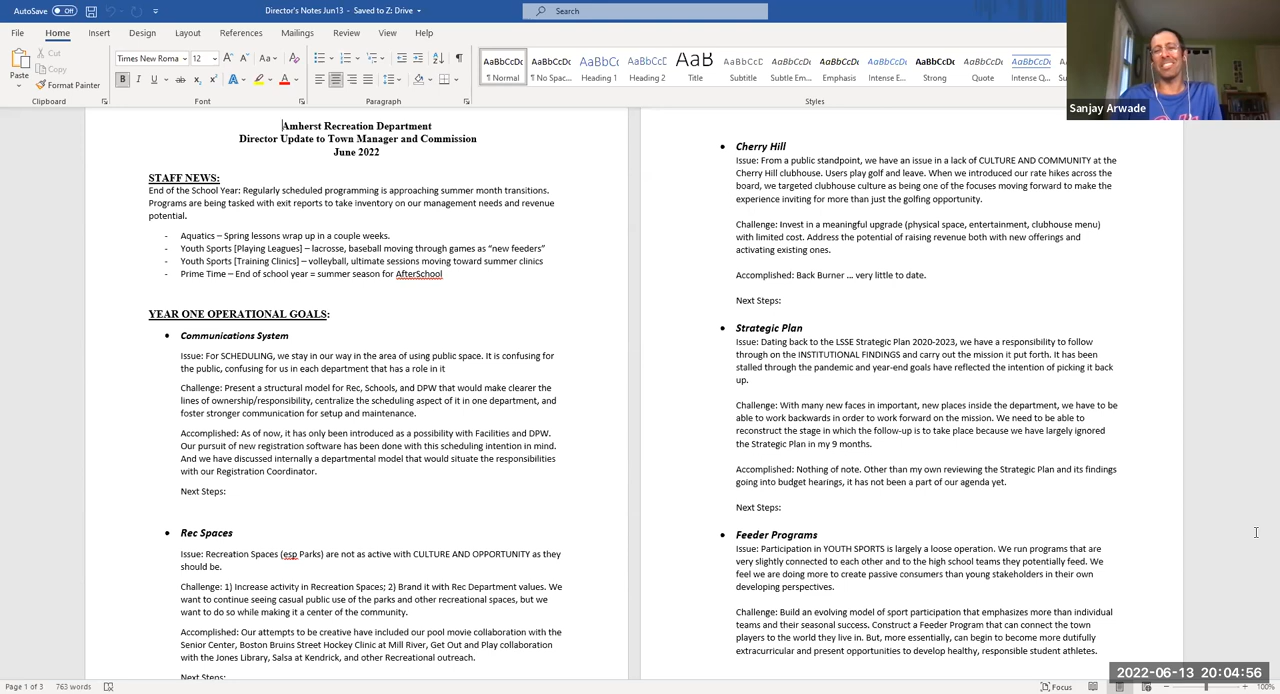 AutoSave Off
Director's Notes Jun13 - Saved to Z: Drive
Search
File Home Insert Design Layout References Mailings Review View Help
Paste
Cut
Copy
Format Painter
Clipboard
Times New Roma 12
Font
Paragraph
AaBbCcDc AaBbCcDc AaBbCc AaBbCcC AaB AaBbCcC AaBbCcDc AaBbCcDc AaBbCcDc AaBbCcDc AaBbCcDc AaBbCcDc
¶ Normal ¶ No Spac... Heading 1 Heading 2 Title Subtitle Subtle Em... Emphasis Intense E... Strong Quote Intense Q...
Styles
Sanjay Arwade
Amherst Recreation Department
Director Update to Town Manager and Commission
June 2022
STAFF NEWS:
End of the School Year: Regularly scheduled programming is approaching summer month transitions.
Programs are being tasked with exit reports to take inventory on our management needs and revenue
potential.
- Aquatics – Spring lessons wrap up in a couple weeks.
- Youth Sports [Playing Leagues] – lacrosse, baseball moving through games as “new feeders”
- Youth Sports [Training Clinics] – volleyball, ultimate sessions moving toward summer clinics
- Prime Time – End of school year = summer season for AfterSchool
YEAR ONE OPERATIONAL GOALS:
• Communications System
Issue: For SCHEDULING, we stay in our way in the area of using public space. It is confusing for
the public, confusing for us in each department that has a role in it
Challenge: Present a structural model for Rec, Schools, and DPW that would make clearer the
lines of ownership/responsibility, centralize the scheduling aspect of it in one department, and
foster stronger communication for setup and maintenance.
Accomplished: As of now, it has only been introduced as a possibility with Facilities and DPW.
Our pursuit of new registration software has been done with this scheduling intention in mind.
And we have discussed internally a departmental model that would situate the responsibilities
with our Registration Coordinator.
Next Steps:
• Rec Spaces
Issue: Recreation Spaces (esp Parks) are not as active with CULTURE AND OPPORTUNITY as they
should be.
Challenge: 1) Increase activity in Recreation Spaces; 2) Brand it with Rec Department values. We
want to continue seeing casual public use of the parks and other recreational spaces, but we
want to do so while making it a center of the community.
Accomplished: Our attempts to be creative have included our pool movie collaboration with the
Senior Center, Boston Bruins Street Hockey Clinic at Mill River, Get Out and Play collaboration
with the Jones Library, Salsa at Kendrick, and other Recreational outreach.
Next Steps:
• Cherry Hill
Issue: From a public standpoint, we have an issue in a lack of CULTURE AND COMMUNITY at the
Cherry Hill clubhouse. Users play golf and leave. When we introduced our rate hikes across the
board, we targeted clubhouse culture as being one of the focuses moving forward to make the
experience inviting for more than just the golfing opportunity.
Challenge: Invest in a meaningful upgrade (physical space, entertainment, clubhouse menu)
with limited cost. Address the potential of raising revenue both with new offerings and
activating existing ones.
Accomplished: Back Burner ... very little to date.
Next Steps:
• Strategic Plan
Issue: Dating back to the LSSE Strategic Plan 2020-2023, we have a responsibility to follow
through on the INSTITUTIONAL FINDINGS and carry out the mission it put forth. It has been
stalled through the pandemic and year-end goals have reflected the intention of picking it back
up.
Challenge: With many new faces in important, new places inside the department, we have to be
able to work backwards in order to work forward on the mission. We need to be able to
reconstruct the stage in which the follow-up is to take place because we have largely ignored
the Strategic Plan in my 9 months.
Accomplished: Nothing of note. Other than my own reviewing the Strategic Plan and its findings
going into budget hearings, it has not been a part of our agenda yet.
Next Steps:
• Feeder Programs
Issue: Participation in YOUTH SPORTS is largely a loose operation. We run programs that are
very slightly connected to each other and to the high school teams they potentially feed. We
feel we are doing more to create passive consumers than young stakeholders in their own
developing perspectives.
Challenge: Build an evolving model of sport participation that emphasizes more than individual
teams and their seasonal success. Construct a Feeder Program that can connect the town
players to the world they live in. But, more essentially, can begin to become more dutifully
extracurricular and present opportunities to develop healthy, responsible student athletes.
2022-06-13 20:04:56
Page 1 of 3 763 words
Focus
100%